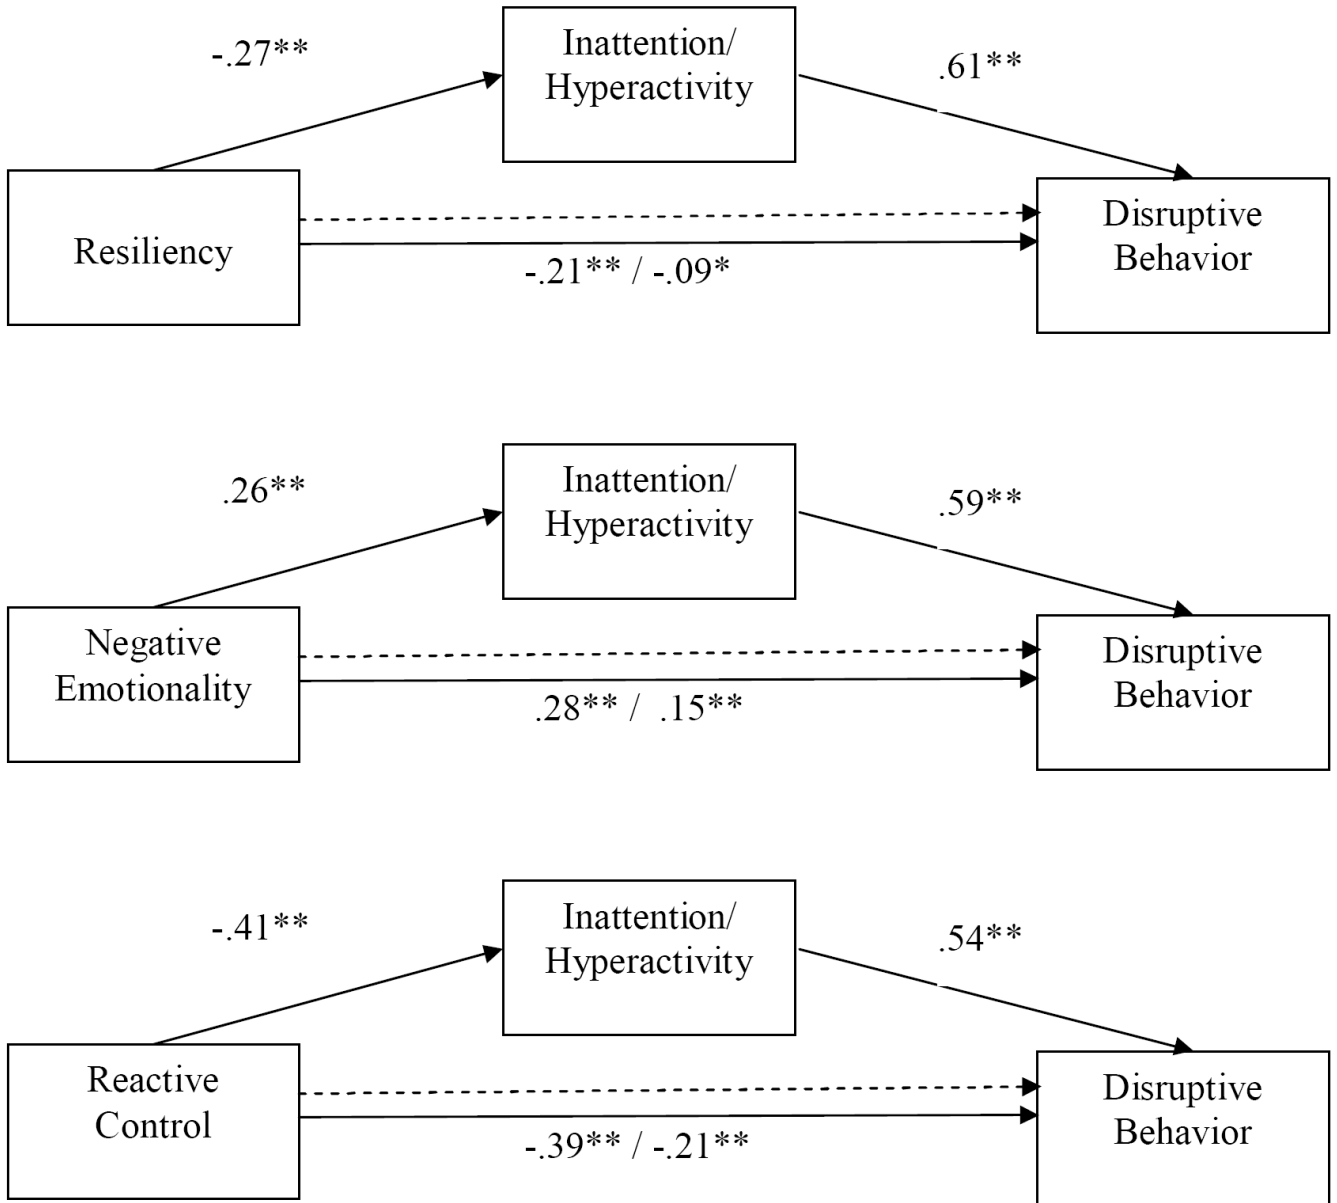 -.27**
Inattention/
Hyperactivity
.61**
Resiliency
Disruptive
Behavior
-.21** / -.09*
.26**
Inattention/
Hyperactivity
.59**
Negative
Emotionality
Disruptive
Behavior
.28** / .15**
-.41**
Inattention/
Hyperactivity
.54**
Reactive
Control
Disruptive
Behavior
-.39** / -.21**